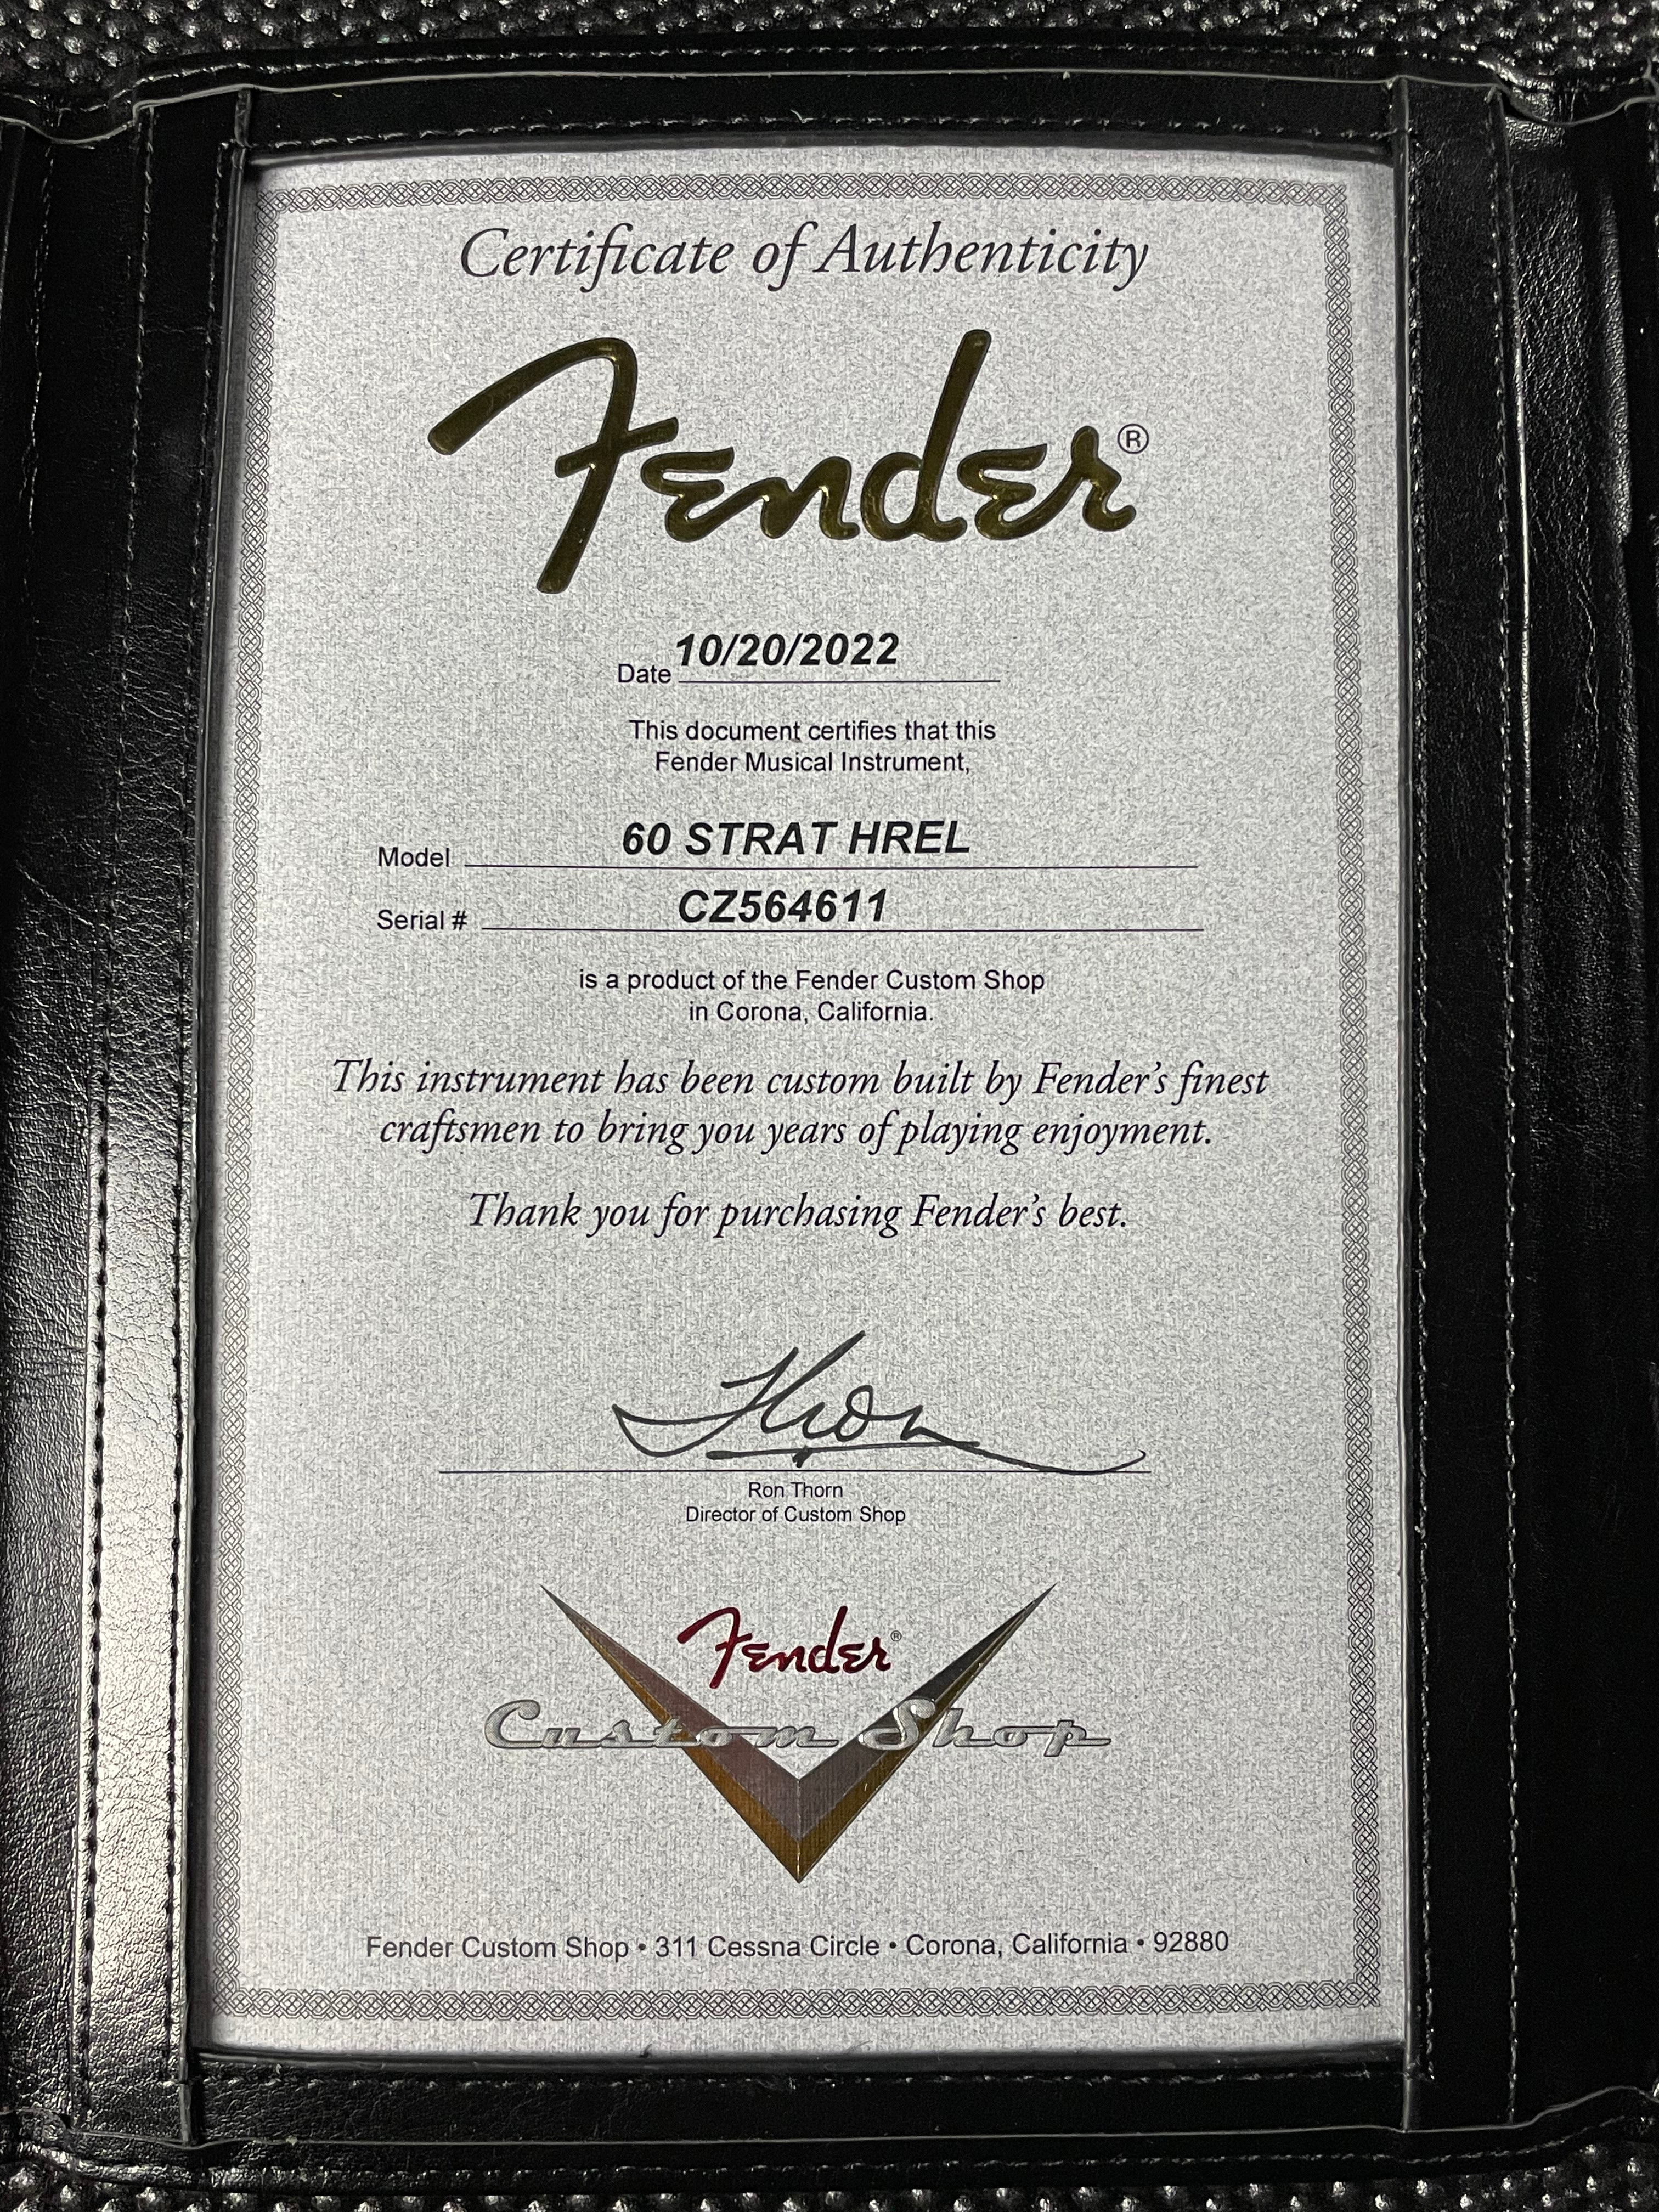 Certificate of Authenticity
Fender®
Date 10/20/2022
This document certifies that this
Fender Musical Instrument,
Model 60 STRAT HREL
Serial # CZ564611
is a product of the Fender Custom Shop
in Corona, California.
This instrument has been custom built by Fender's finest
craftsmen to bring you years of playing enjoyment.
Thank you for purchasing Fender's best.
Thorn
Ron Thorn
Director of Custom Shop
Fender®
Custom Shop
Fender Custom Shop • 311 Cessna Circle • Corona, California • 92880